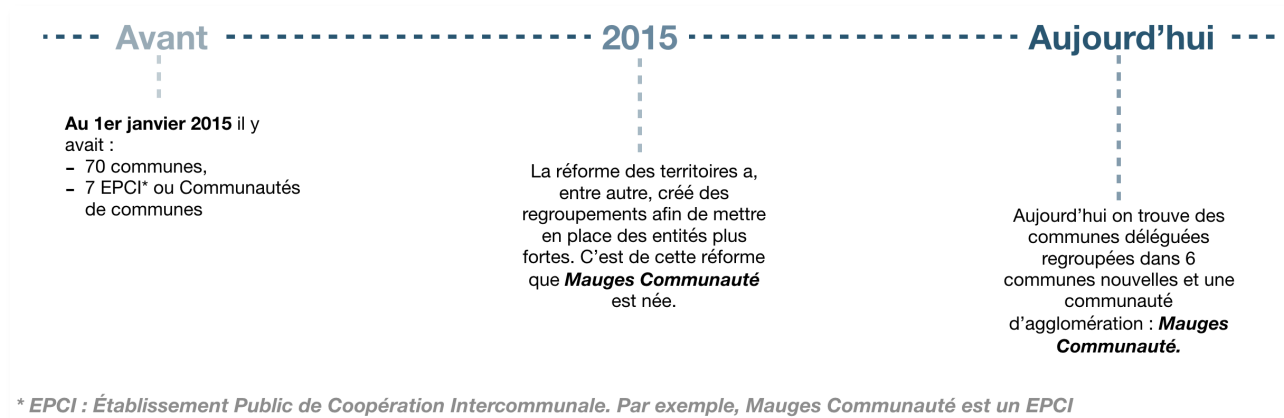 Avant
2015
Aujourd'hui
Au 1er janvier 2015 il y
avait :
- 70 communes,
- 7 EPCI* ou Communautés
de communes
La réforme des territoires a,
entre autre, créé des
regroupements afin de mettre
en place des entités plus
fortes. C'est de cette réforme
que Mauges Communauté
est née.
Aujourd'hui on trouve des
communes déléguées
regroupées dans 6
communes nouvelles et une
communauté
d'agglomération : Mauges
Communauté.
* EPCI : Établissement Public de Coopération Intercommunale. Par exemple, Mauges Communauté est un EPCI